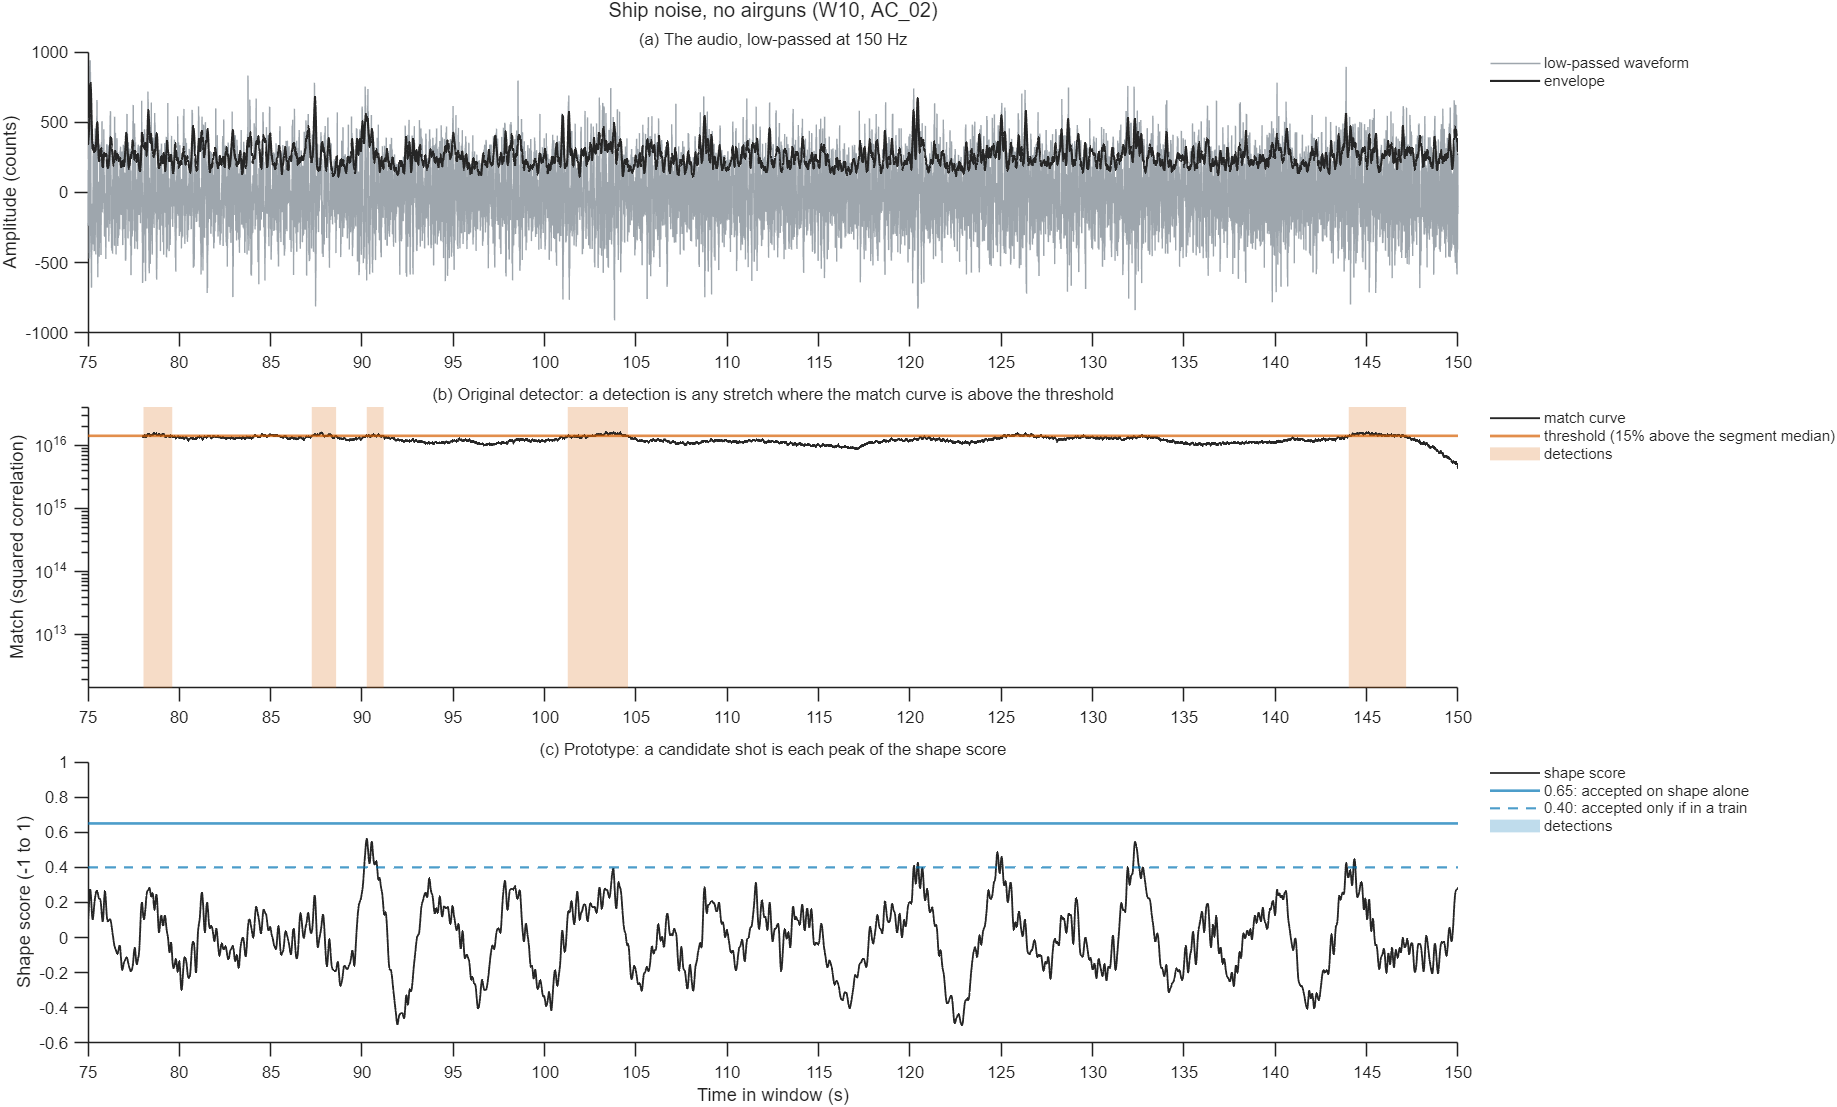 Ship noise, no airguns (W10, AC_02)
(a) The audio, low-passed at 150 Hz
Amplitude (counts)
1000
500
0
-500
-1000
75 80 85 90 95 100 105 110 115 120 125 130 135 140 145 150
low-passed waveform
envelope
(b) Original detector: a detection is any stretch where the match curve is above the threshold
Match (squared correlation)
10^16
10^15
10^14
10^13
75 80 85 90 95 100 105 110 115 120 125 130 135 140 145 150
match curve
threshold (15% above the segment median)
detections
(c) Prototype: a candidate shot is each peak of the shape score
Shape score (-1 to 1)
1
0.8
0.6
0.4
0.2
0
-0.2
-0.4
-0.6
75 80 85 90 95 100 105 110 115 120 125 130 135 140 145 150
Time in window (s)
shape score
0.65: accepted on shape alone
0.40: accepted only if in a train
detections